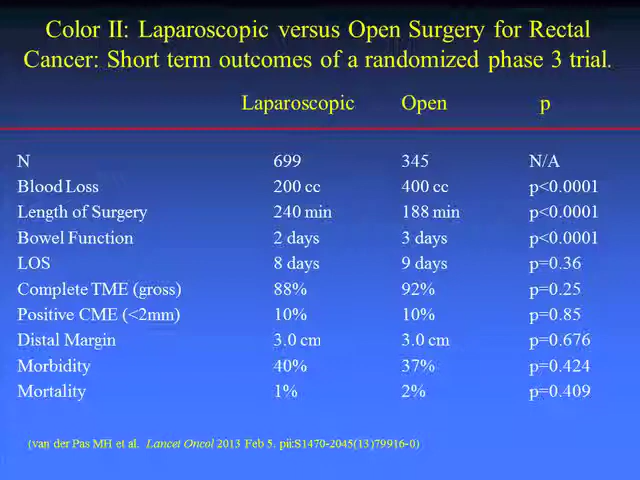 Color II: Laparoscopic versus Open Surgery for Rectal
Cancer: Short term outcomes of a randomized phase 3 trial.
Laparoscopic Open p
N 699 345 N/A
Blood Loss 200 cc 400 cc p<0.0001
Length of Surgery 240 min 188 min p<0.0001
Bowel Function 2 days 3 days p<0.0001
LOS 8 days 9 days p=0.36
Complete TME (gross) 88% 92% p=0.25
Positive CME (<2mm) 10% 10% p=0.85
Distal Margin 3.0 cm 3.0 cm p=0.676
Morbidity 40% 37% p=0.424
Mortality 1% 2% p=0.409
(van der Pas MH et al. Lancet Oncol 2013 Feb 5. pii:S1470-2045(13)79916-0)